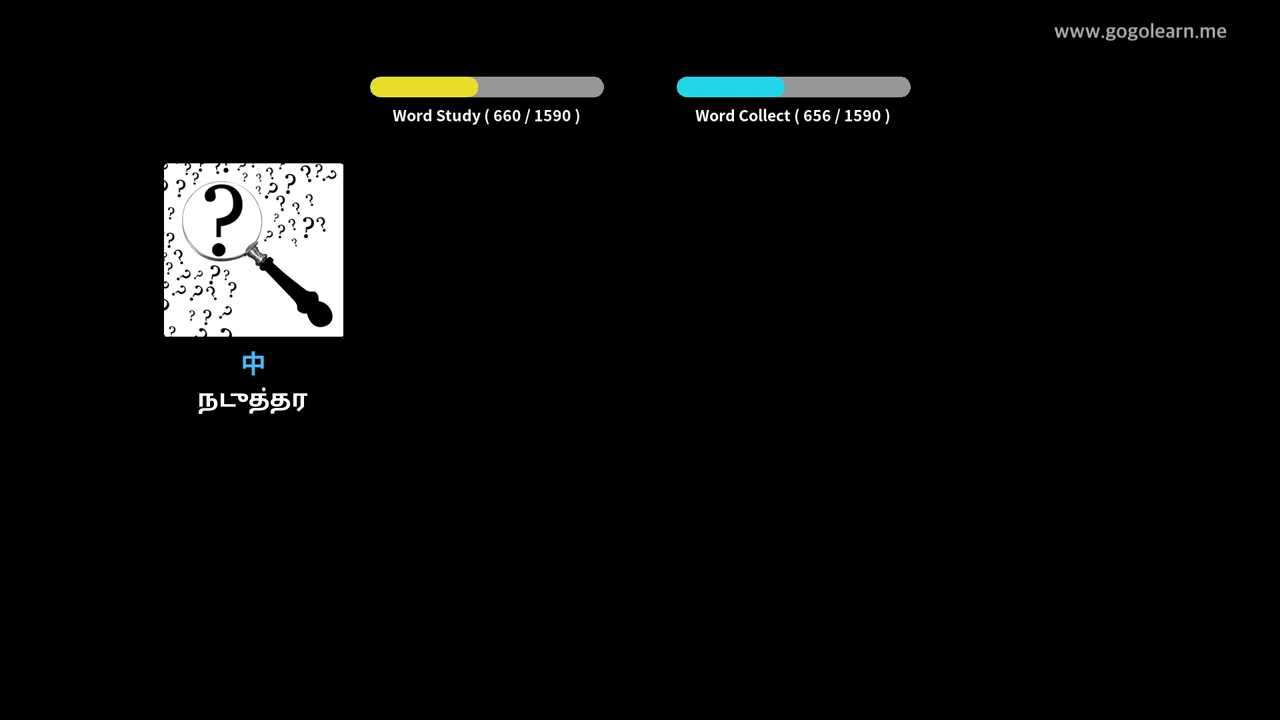 www.gogolearn.me
Word Study ( 660 / 1590 )
Word Collect ( 656 / 1590 )
中
நடுத்தர